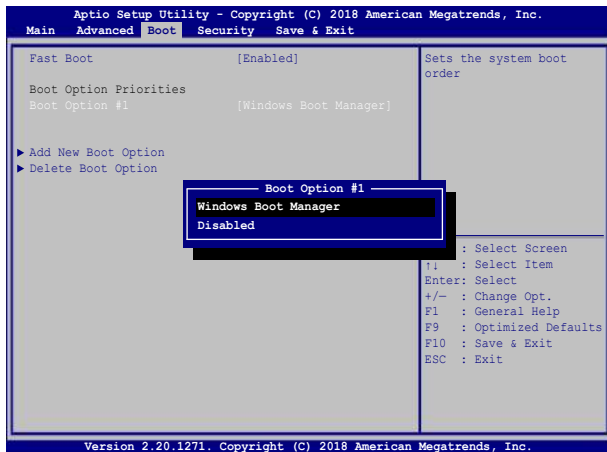 Aptio Setup Utility - Copyright (C) 2018 American Megatrends, Inc.
Main Advanced Boot Security Save & Exit
Fast Boot [Enabled]
Boot Option Priorities
Boot Option #1 [Windows Boot Manager]
Add New Boot Option
Delete Boot Option
Boot Option #1
Windows Boot Manager
Disabled
Sets the system boot
order
: Select Screen
↑↓ : Select Item
Enter: Select
+/— : Change Opt.
F1 : General Help
F9 : Optimized Defaults
F10 : Save & Exit
ESC : Exit
Version 2.20.1271. Copyright (C) 2018 American Megatrends, Inc.